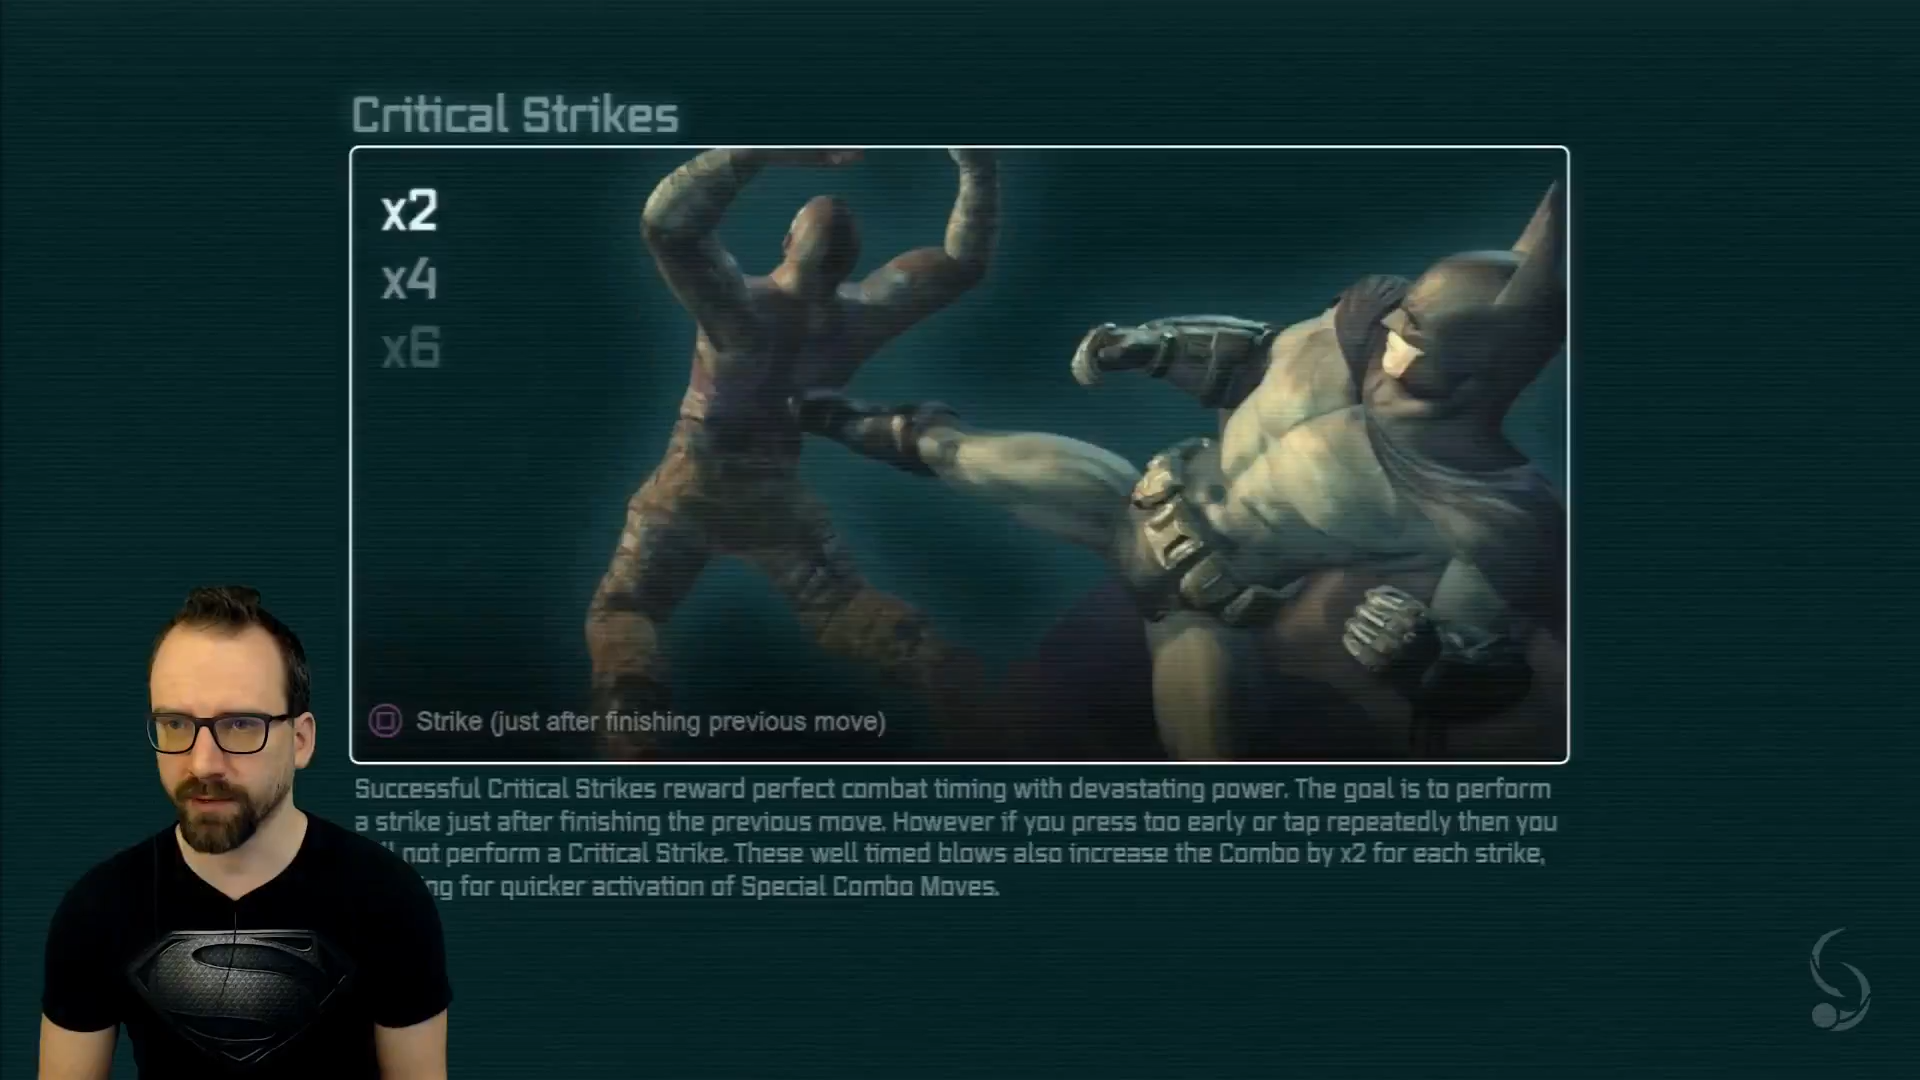 Critical Strikes
x2
x4
x6
Strike (just after finishing previous move)
Successful Critical Strikes reward perfect combat timing with devastating power. The goal is to perform
a strike just after finishing the previous move. However if you press too early or tap repeatedly then you
not perform a Critical Strike. These well timed blows also increase the Combo by x2 for each strike,
for quicker activation of Special Combo Moves.